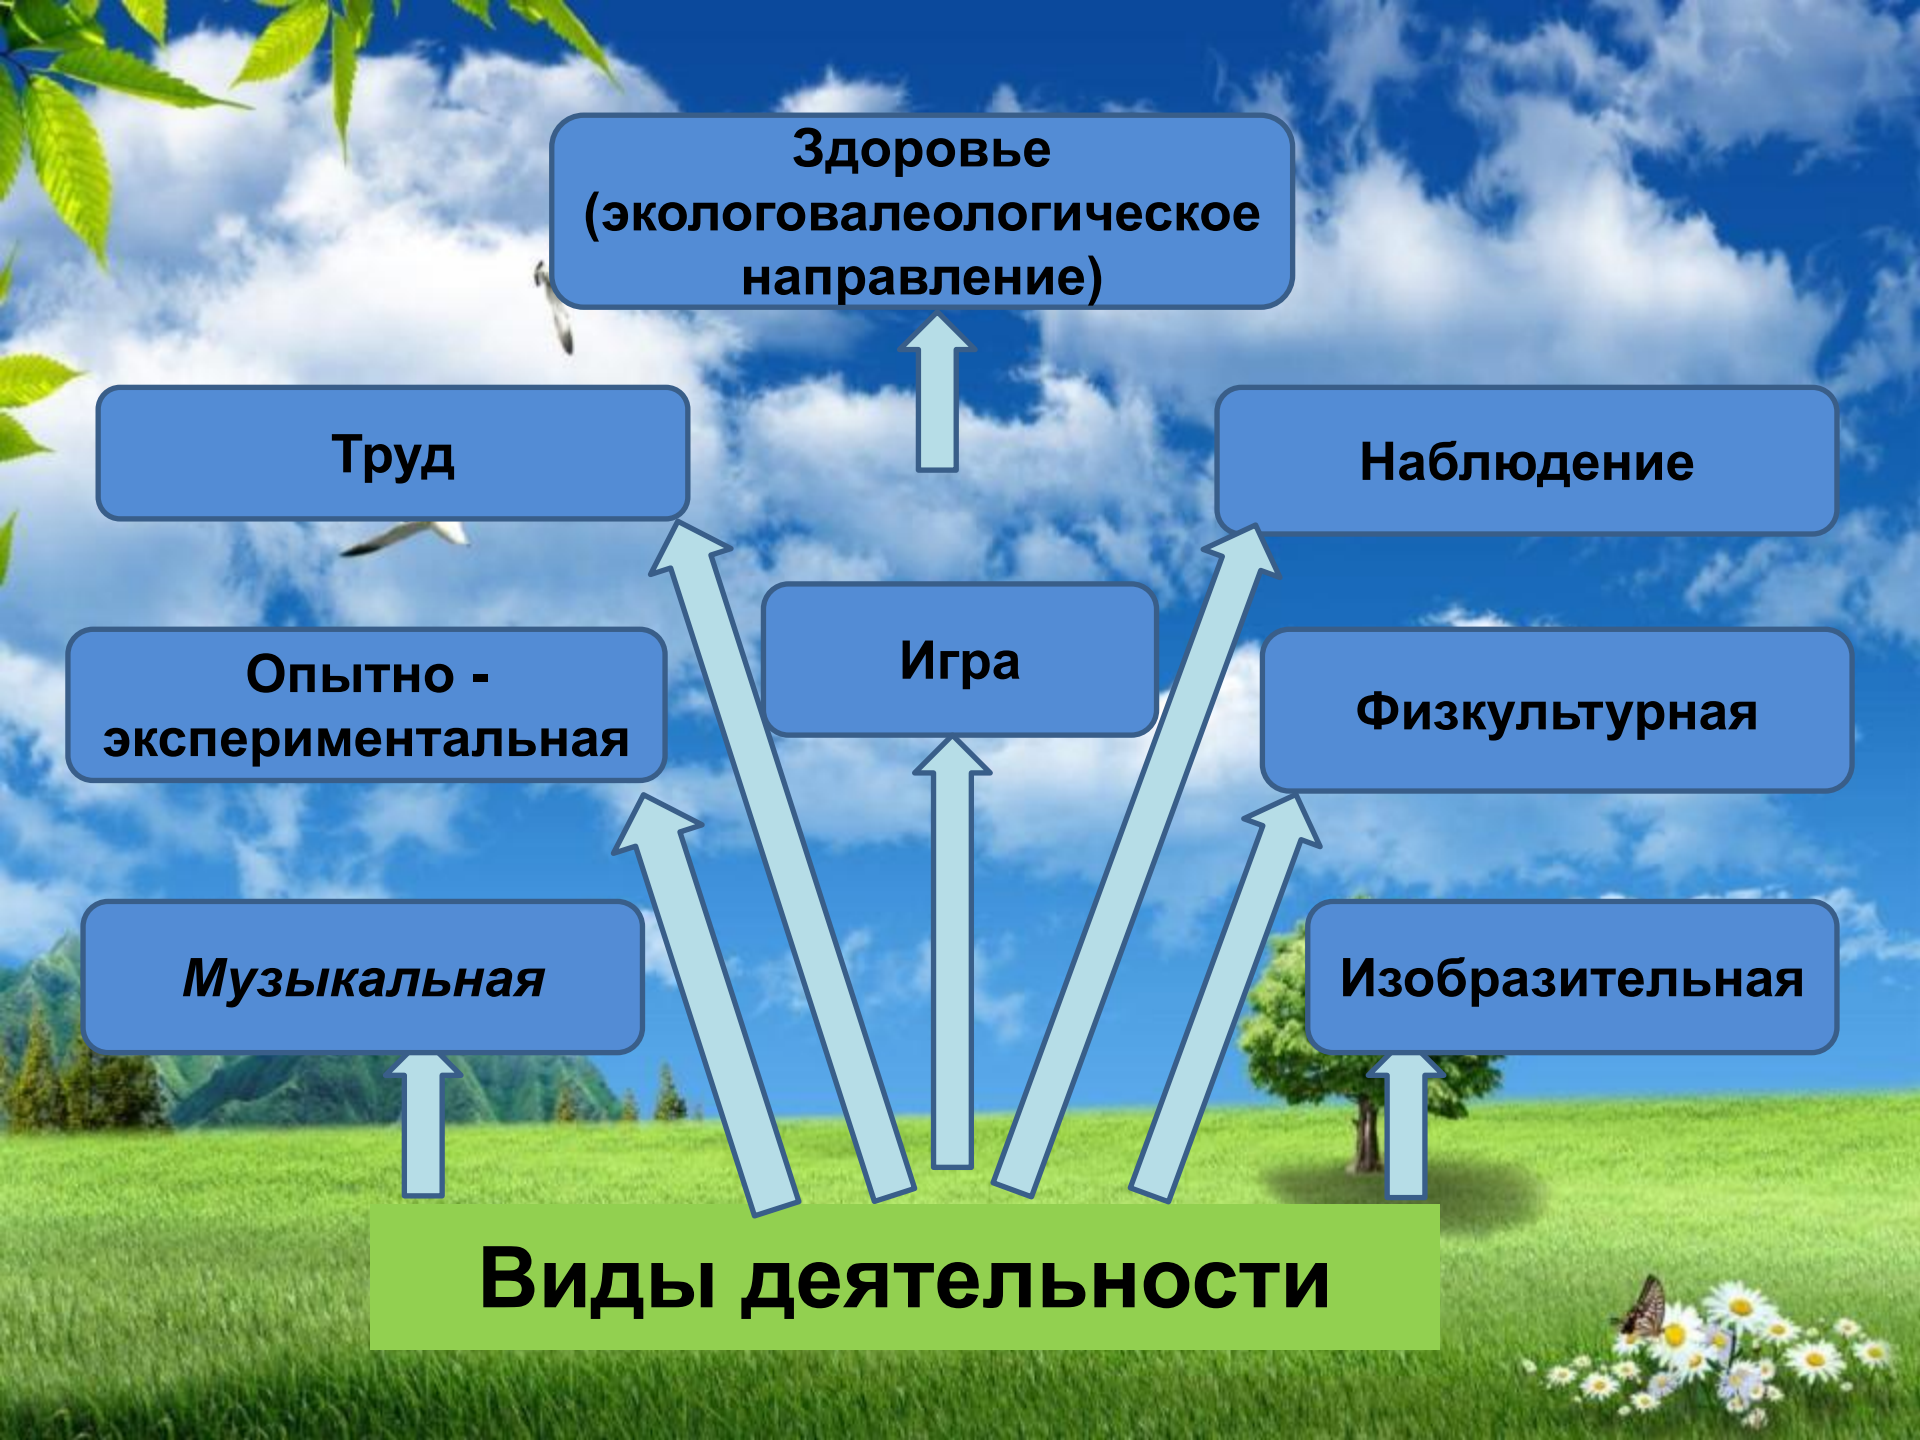 Здоровье
(экологовалеологическое
направление)
Труд
Наблюдение
Игра
Опытно -
экспериментальная
Физкультурная
Музыкальная
Изобразительная
Виды деятельности